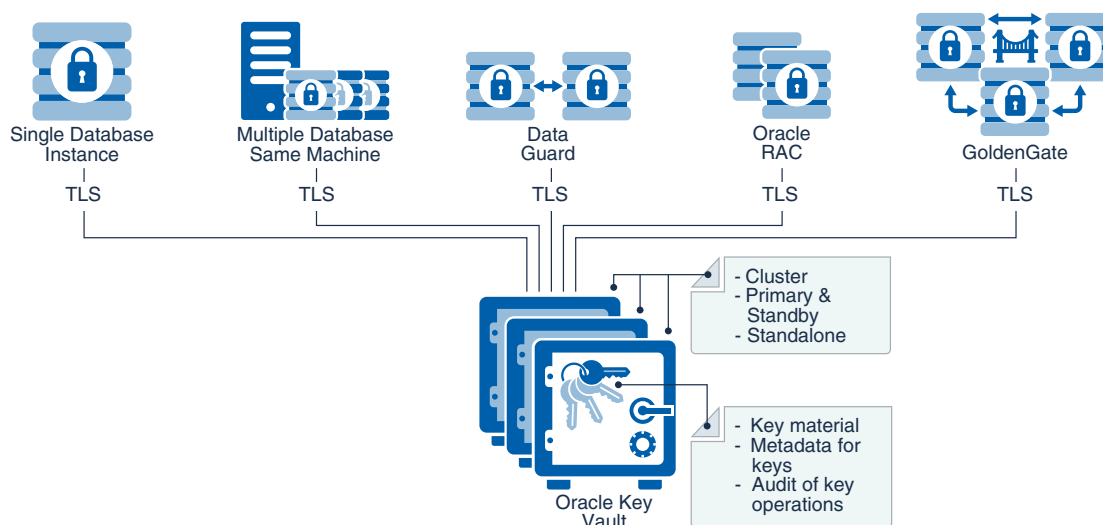 Single Database
Instance
Multiple Database
Same Machine
Data
Guard
Oracle
RAC
GoldenGate
TLS
TLS
TLS
TLS
TLS
- Cluster
- Primary &
Standby
- Standalone
- Key material
- Metadata for
keys
- Audit of key
operations
Oracle Key
Vault